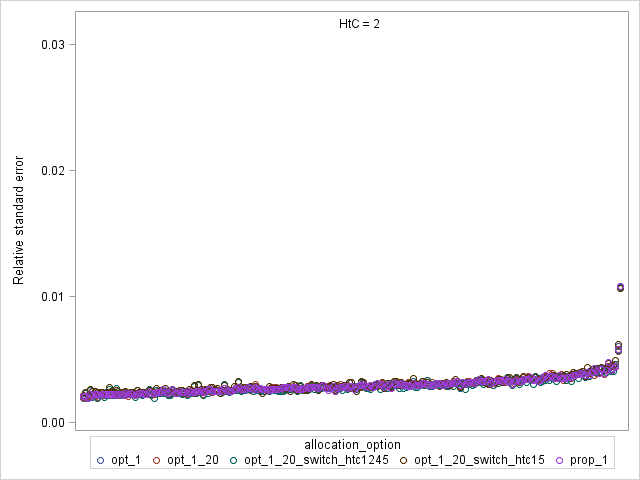 HtC = 2
0.03
0.02
0.01
0.00
Relative standard error
allocation_option
opt_1 opt_1_20 opt_1_20_switch_htc1245 opt_1_20_switch_htc15 prop_1